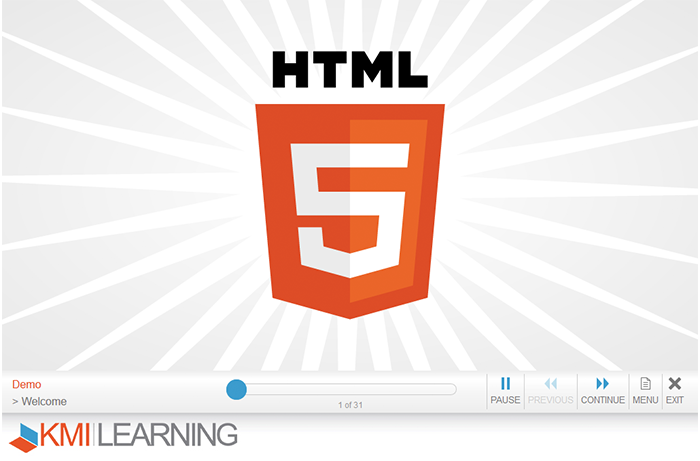 HTML
5
Demo
> Welcome
1 of 31
PAUSE
PREVIOUS
CONTINUE
MENU
EXIT
KMI LEARNING